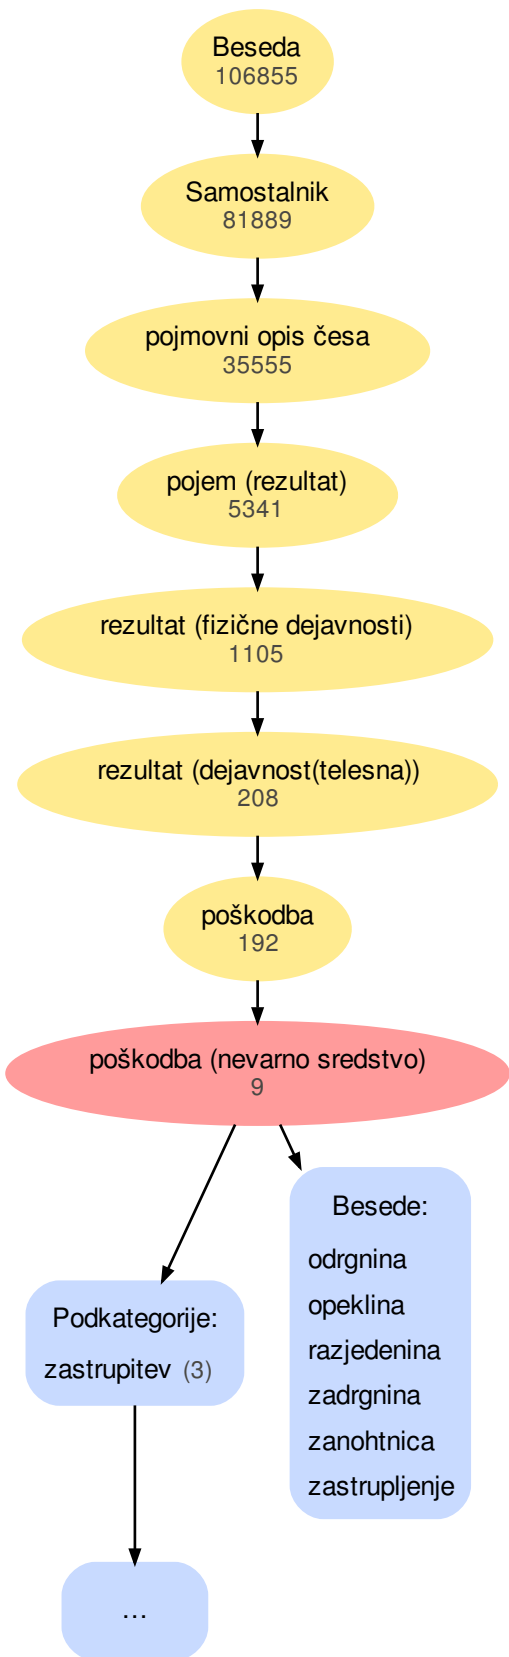 Beseda
106855
Samostalnik
81889
pojmovni opis česa
35555
pojem (rezultat)
5341
rezultat (fizične dejavnosti)
1105
rezultat (dejavnost(telesna))
208
poškodba
192
poškodba (nevarno sredstvo)
9
Podkategorije:
zastrupitev (3)
...
Besede:
odrgnina
opeklina
razjedenina
zadrgnina
zanohtnica
zastrupljenje